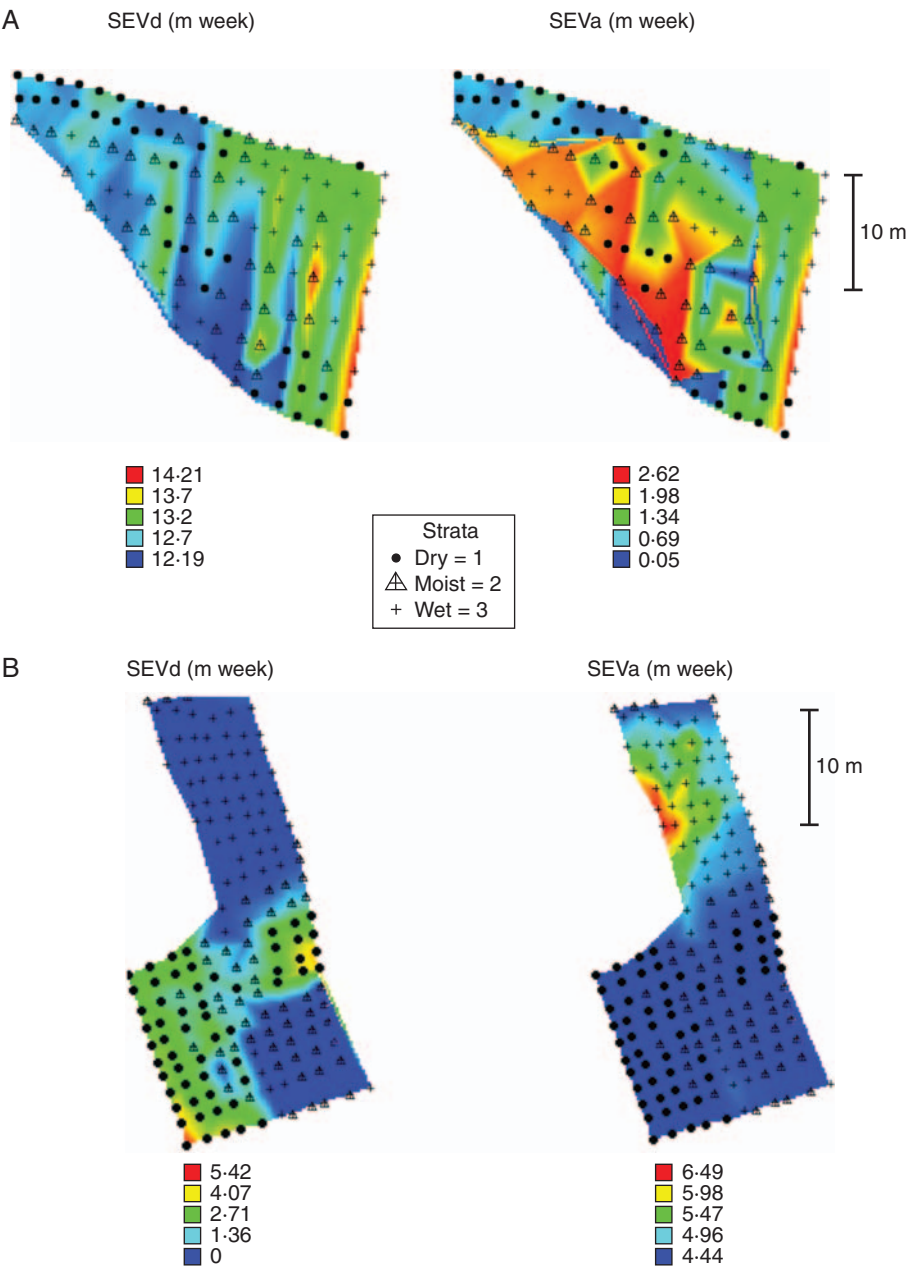 A
SEVd (m week)
SEVa (m week)
10 m
14·21
13·7
13·2
12·7
12·19
2·62
1·98
1·34
0·69
0·05
Strata
Dry = 1
Moist = 2
Wet = 3
B
SEVd (m week)
SEVa (m week)
10 m
5·42
4·07
2·71
1·36
0
6·49
5·98
5·47
4·96
4·44